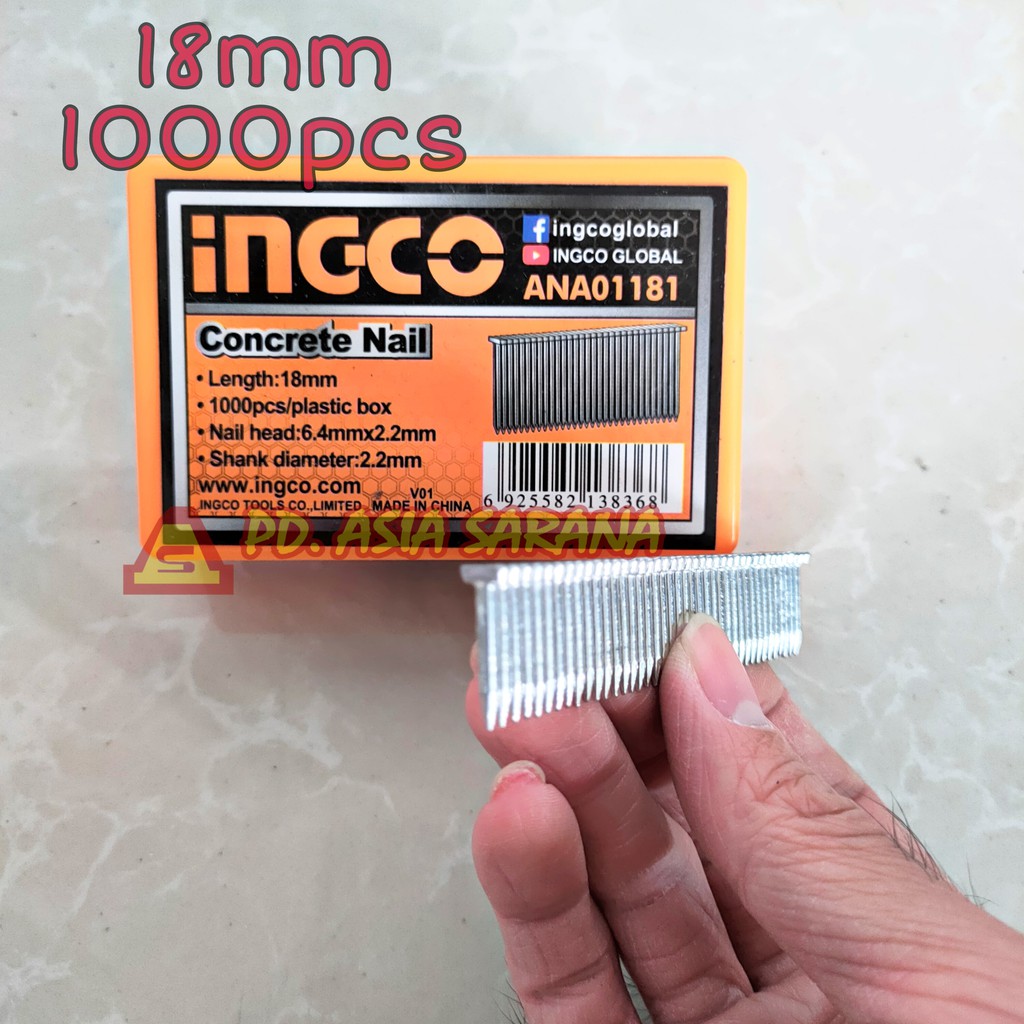 18mm
1000pcs
INGCO
ingcoglobal
INGCO GLOBAL
ANA01181
Concrete Nail
• Length:18mm
• 1000pcs/plastic box
• Nail head:6.4mmx2.2mm
• Shank diameter:2.2mm
www.ingco.com
V01
INGCO TOOLS CO.,LIMITED MADE IN CHINA
6 925582 138368
PD. ASIA SARANA